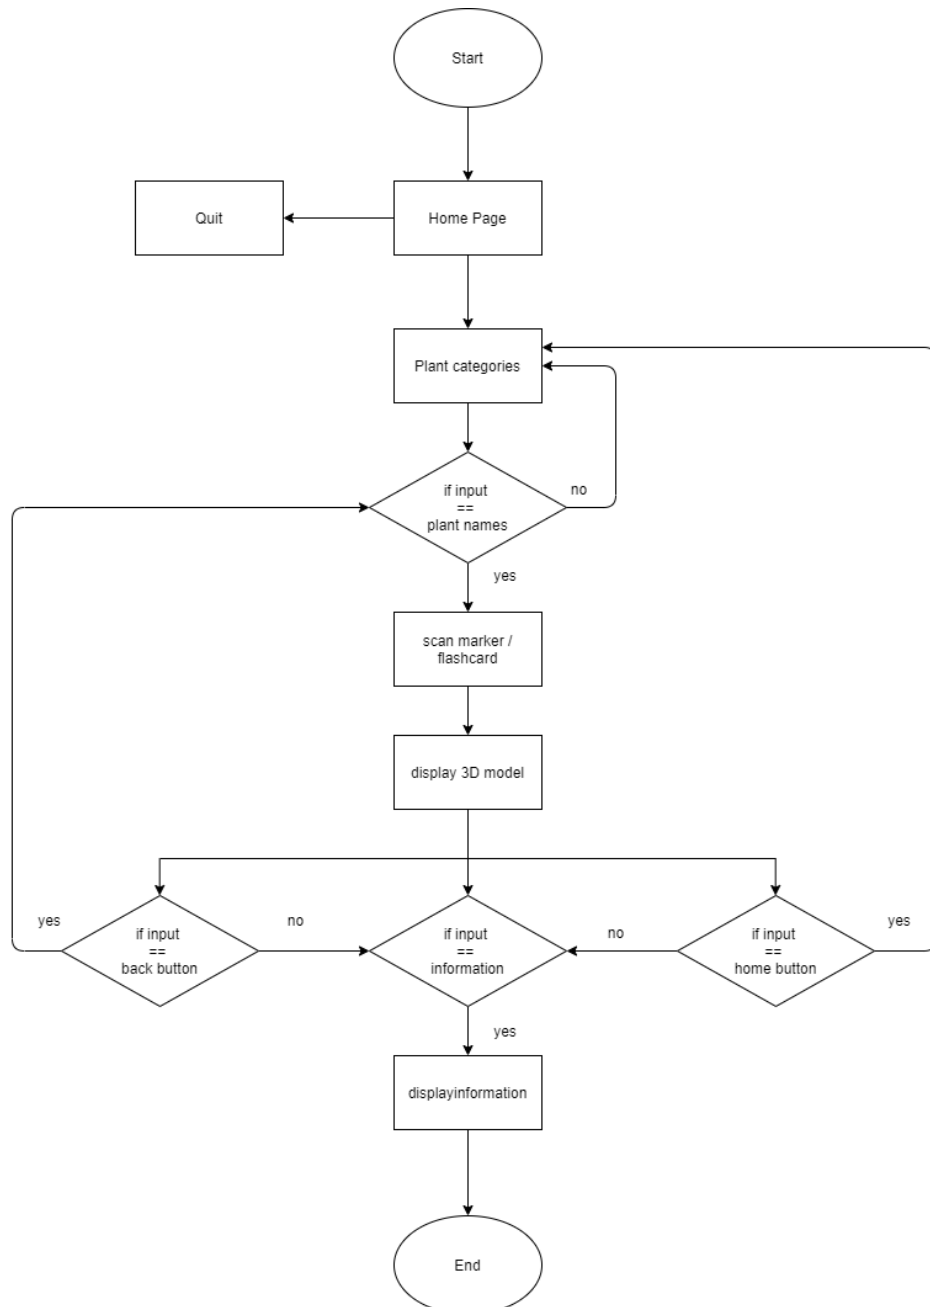 Start
Quit
Home Page
Plant categories
if input
==
plant names
no
yes
scan marker /
flashcard
display 3D model
yes
if input
==
back button
no
if input
==
information
no
if input
==
home button
yes
yes
displayinformation
End